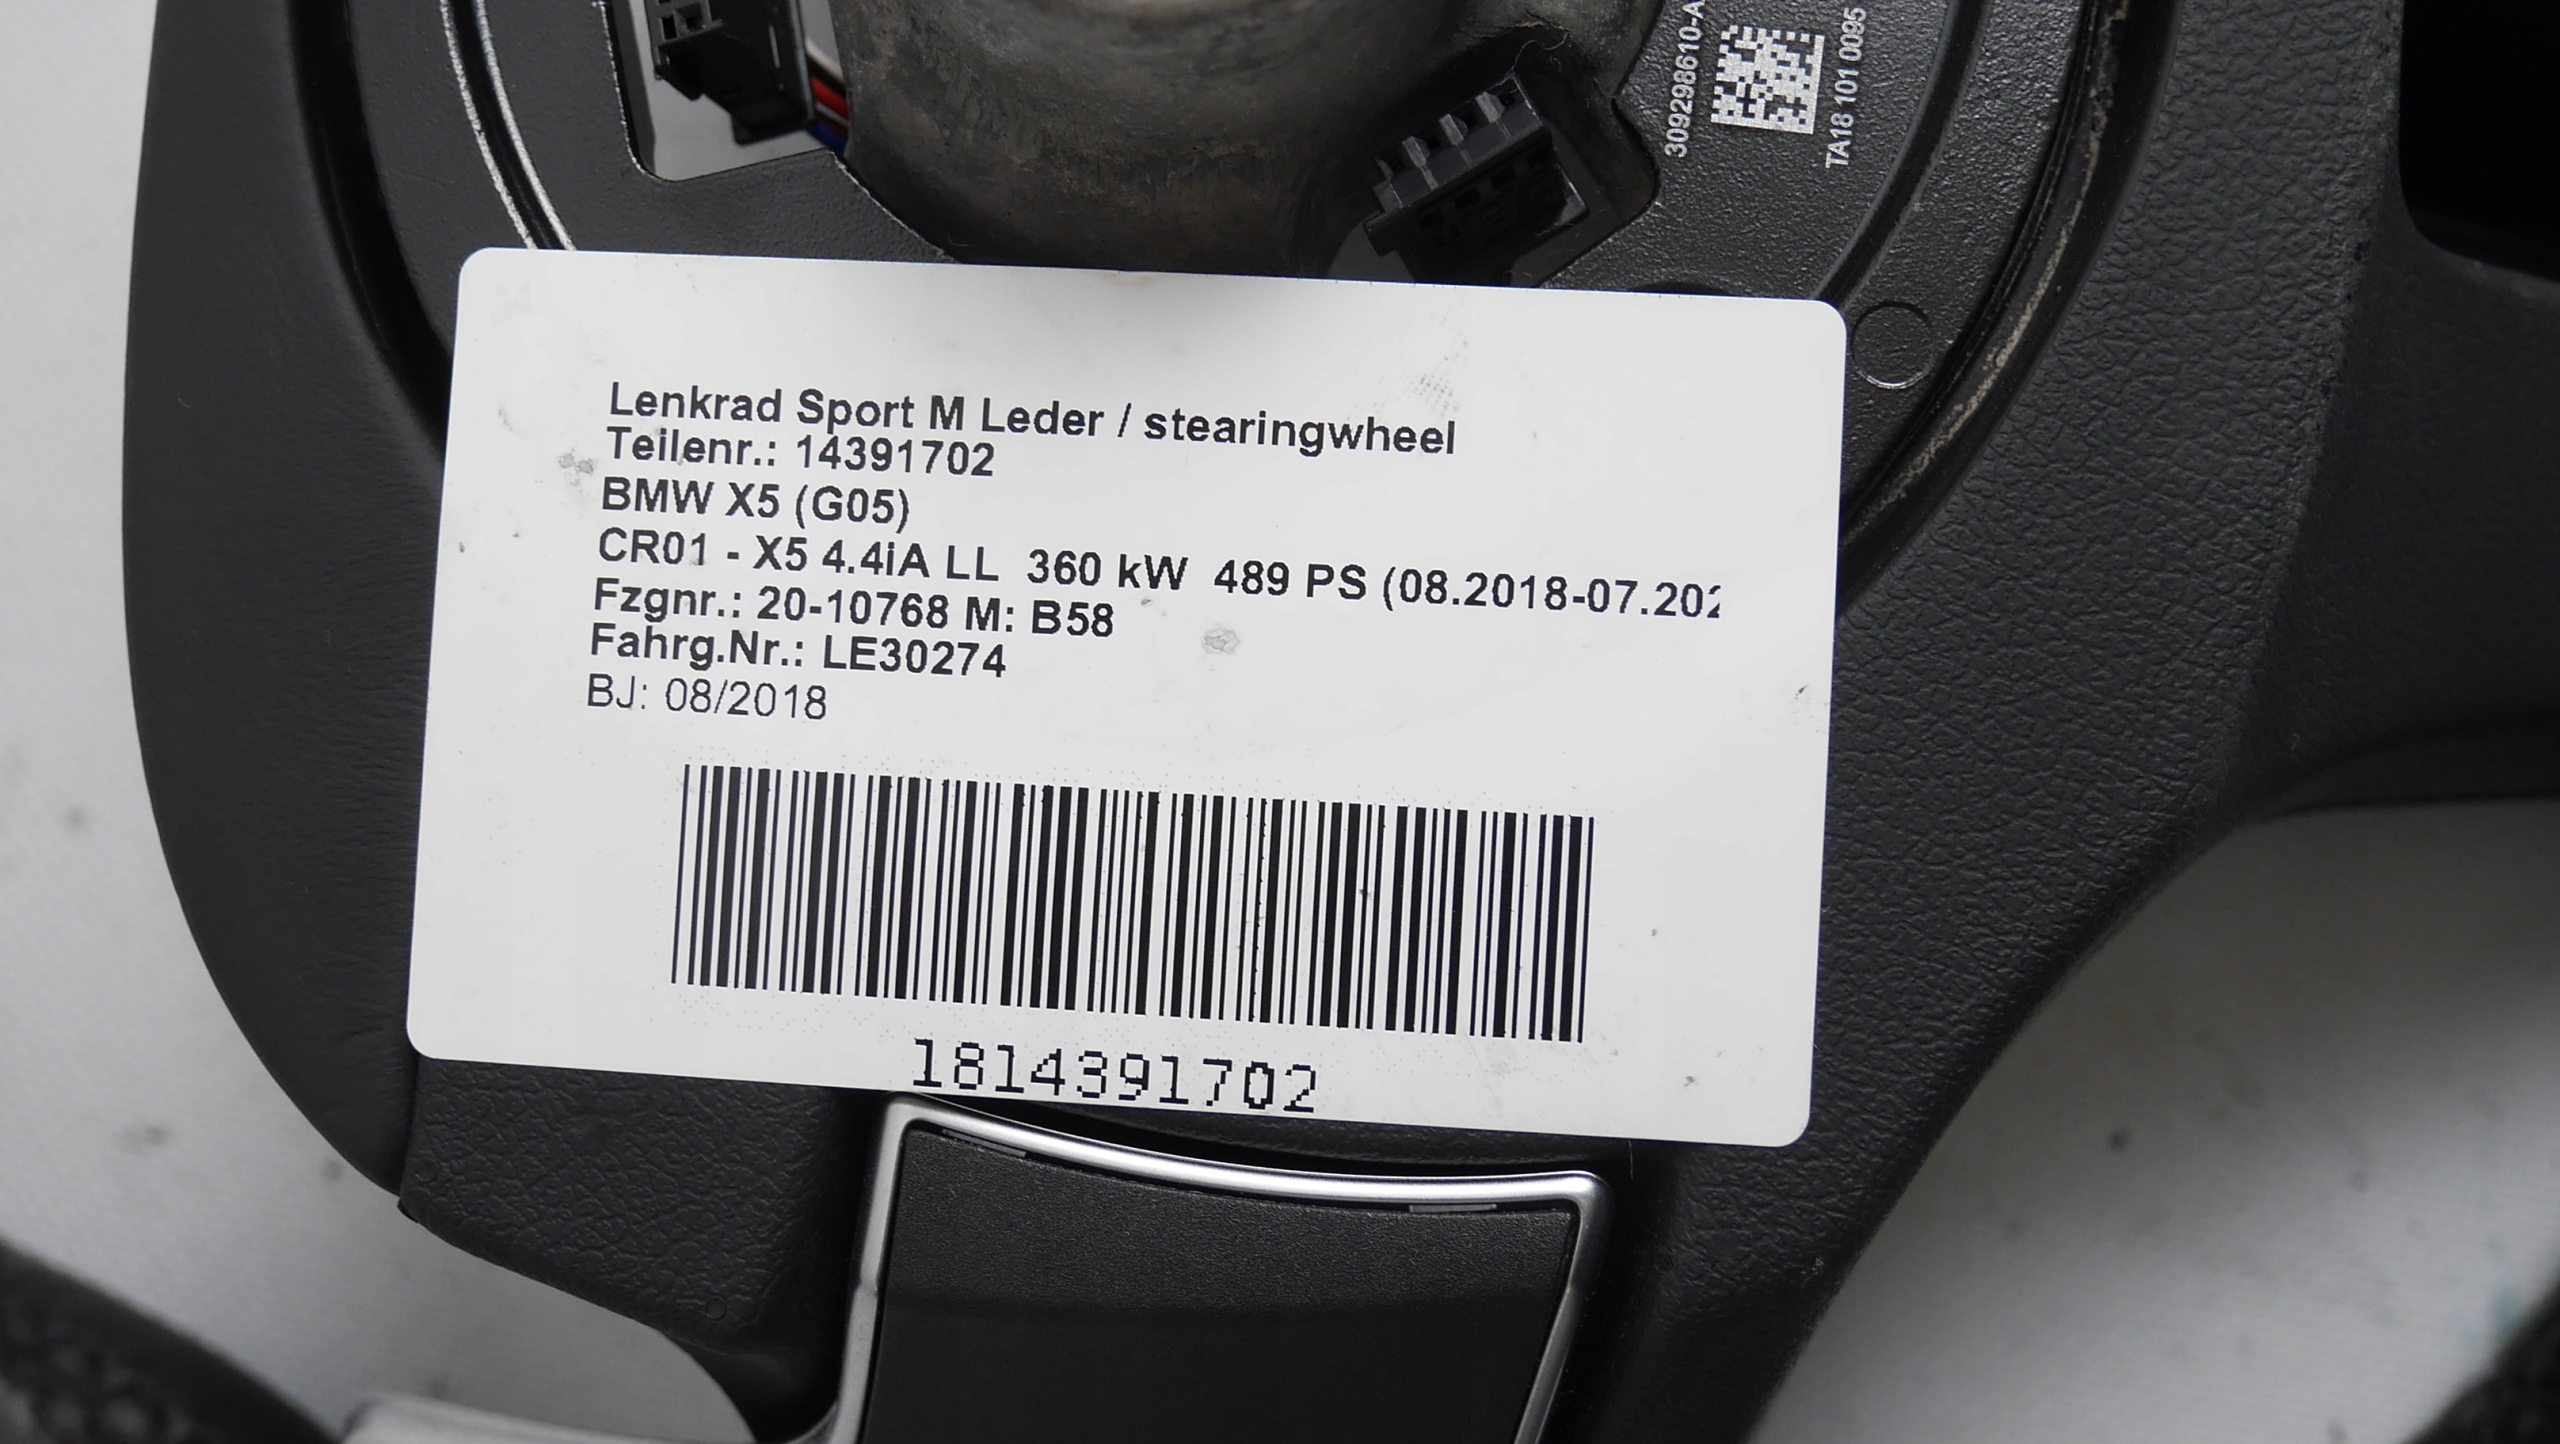 309298610-A
TA18 101 0095
Lenkrad Sport M Leder / stearingwheel
Teilenr.: 14391702
BMW X5 (G05)
CR01 - X5 4.4iA LL 360 kW 489 PS (08.2018-07.202
Fzgnr.: 20-10768 M: B58
Fahrg.Nr.: LE30274
BJ: 08/2018
1814391702